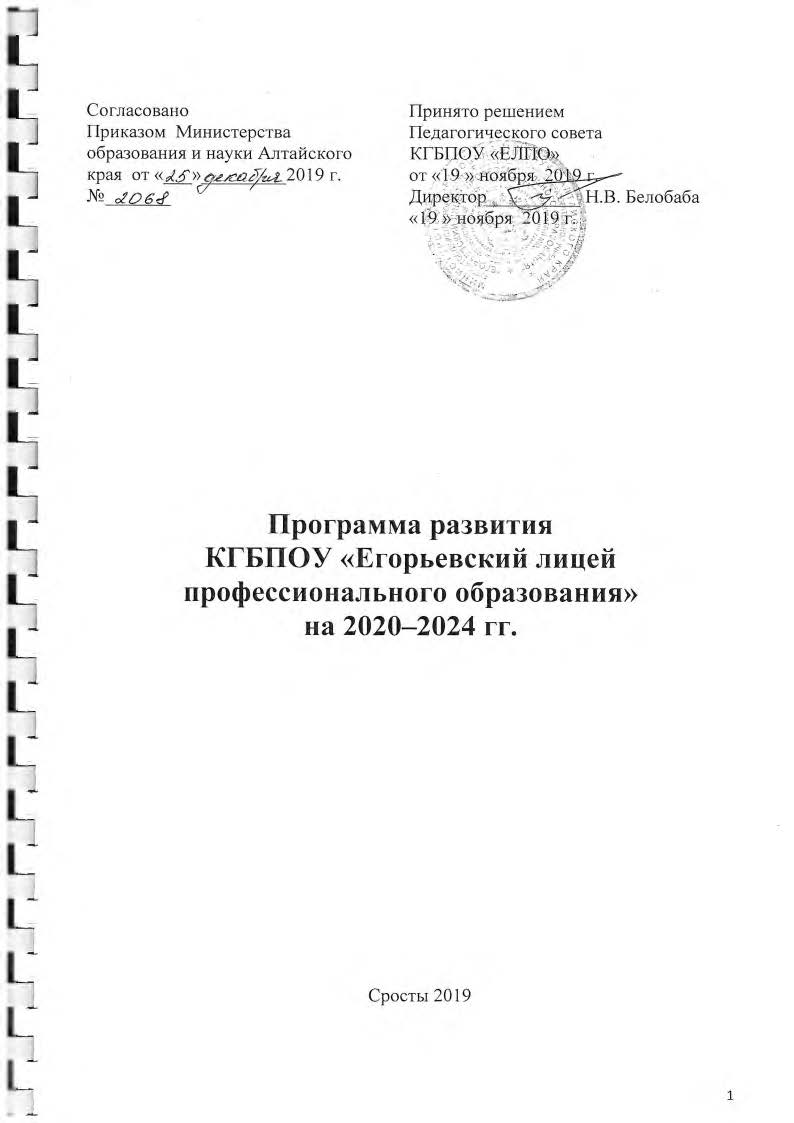 Согласовано
Приказом Министерства
образования и науки Алтайского
края от «25» декабря 2019 г.
№ 2068
Принято решением
Педагогического совета
КГБПОУ «ЕЛПО»
от «19 » ноября 2019 г.
Директор Н.В. Белобаба
«19 » ноября 2019 г.
Программа развития
КГБПОУ «Егорьевский лицей
профессионального образования»
на 2020–2024 гг.
Сросты 2019
1